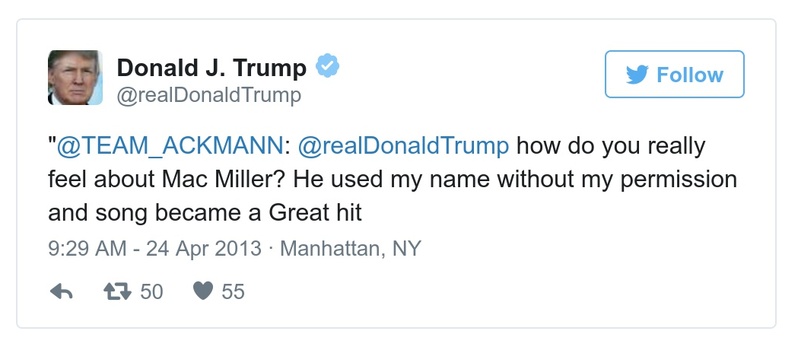 Donald J. Trump
@realDonaldTrump
Follow
"@TEAM_ACKMANN: @realDonaldTrump how do you really
feel about Mac Miller? He used my name without my permission
and song became a Great hit
9:29 AM - 24 Apr 2013 · Manhattan, NY
50 55